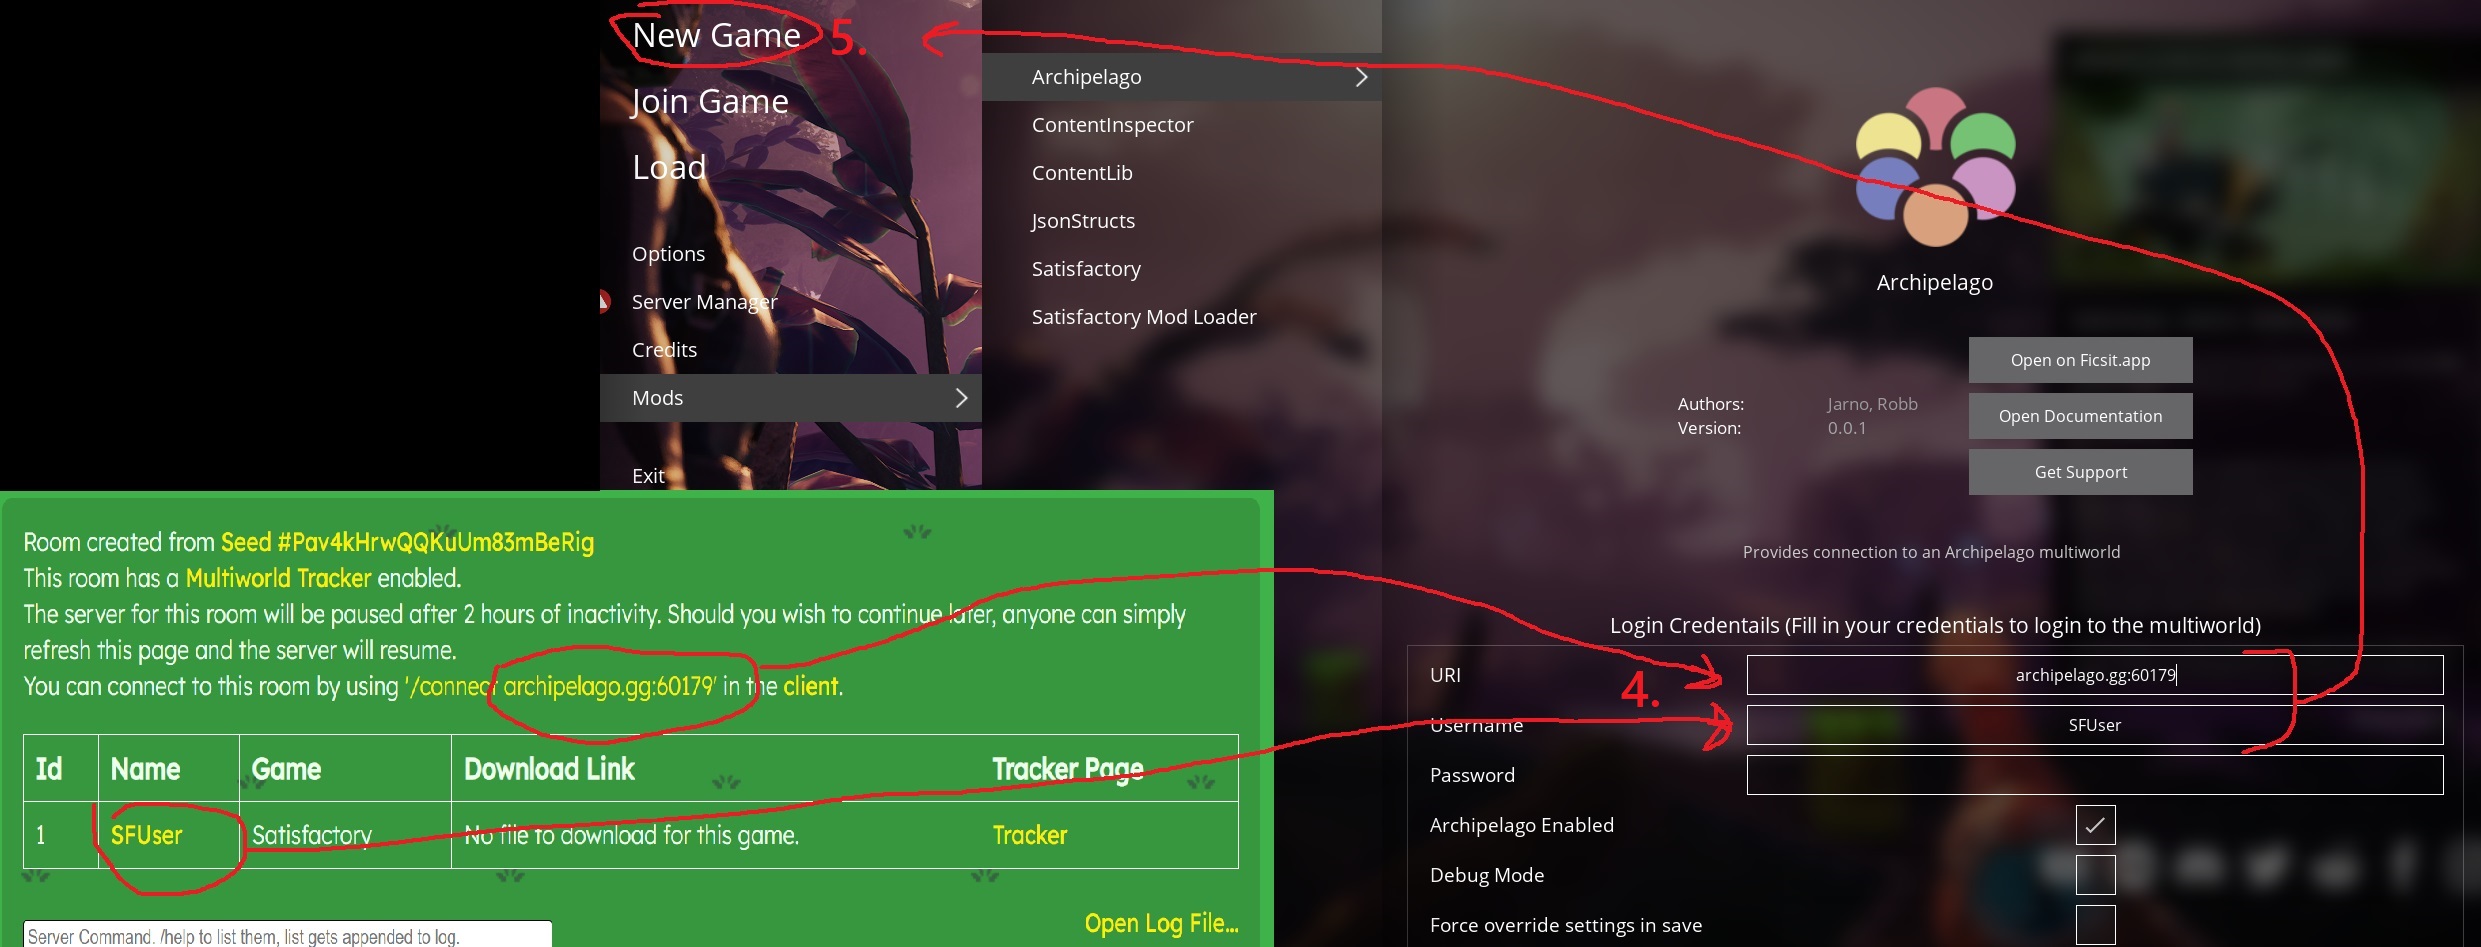 New Game
5.
Join Game
Load
Options
Server Manager
Credits
Mods
Exit
Archipelago
ContentInspector
ContentLib
JsonStructs
Satisfactory
Satisfactory Mod Loader
Archipelago
Open on Ficsit.app
Authors: Jarno, Robb
Open Documentation
Version: 0.0.1
Get Support
Provides connection to an Archipelago multiworld
Login Credentails (Fill in your credentials to login to the multiworld)
URI archipelago.gg:60179
4.
Username SFUser
Password
Archipelago Enabled
Debug Mode
Force override settings in save
Room created from Seed #Pav4kHrwQQKuUm83mBeRig
This room has a Multiworld Tracker enabled.
The server for this room will be paused after 2 hours of inactivity. Should you wish to continue later, anyone can simply
refresh this page and the server will resume.
You can connect to this room by using '/connect archipelago.gg:60179' in the client.
Id Name Game Download Link Tracker Page
1 SFUser Satisfactory No file to download for this game. Tracker
Open Log File...
Server Command. /help to list them, list gets appended to log.